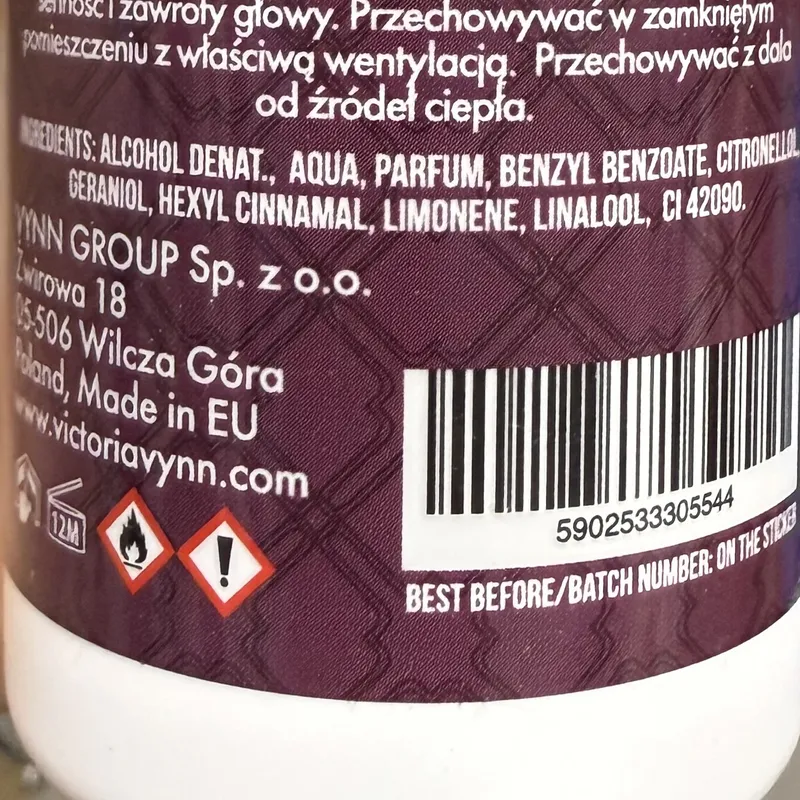 senność i zawroty głowy. Przechowywać w zamkniętym
pomieszczeniu z właściwą wentylacją. Przechowywać z dala
od źródeł ciepła.
INGREDIENTS: ALCOHOL DENAT., AQUA, PARFUM, BENZYL BENZOATE, CITRONELLOL,
GERANIOL, HEXYL CINNAMAL, LIMONENE, LINALOOL, CI 42090.
VYNN GROUP Sp. z o.o.
Żwirowa 18
05-506 Wilcza Góra
Poland, Made in EU
www.victoriavynn.com
12M
5902533305544
BEST BEFORE/BATCH NUMBER: ON THE STICKER